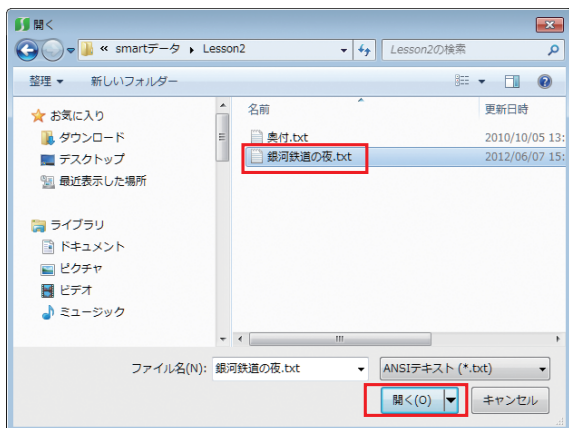 開く
« smartデータ ▸ Lesson2
Lesson2の検索
整理 ▼ 新しいフォルダー
名前 更新日時
お気に入り
ダウンロード
デスクトップ
最近表示した場所
ライブラリ
ドキュメント
ピクチャ
ビデオ
ミュージック
奥付.txt 2010/10/05 13:
銀河鉄道の夜.txt 2012/06/07 15:
ファイル名(N): 銀河鉄道の夜.txt
ANSIテキスト (*.txt)
開く(O)
キャンセル